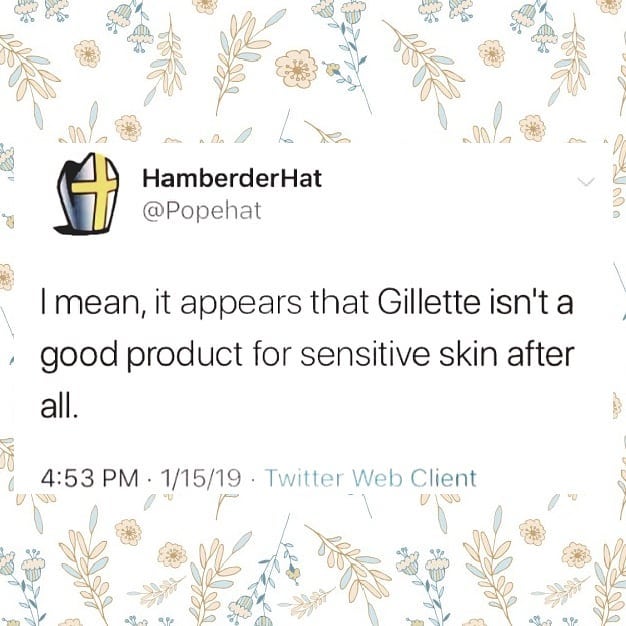 HamberderHat
@Popehat
I mean, it appears that Gillette isn't a
good product for sensitive skin after
all.
4:53 PM · 1/15/19 · Twitter Web Client